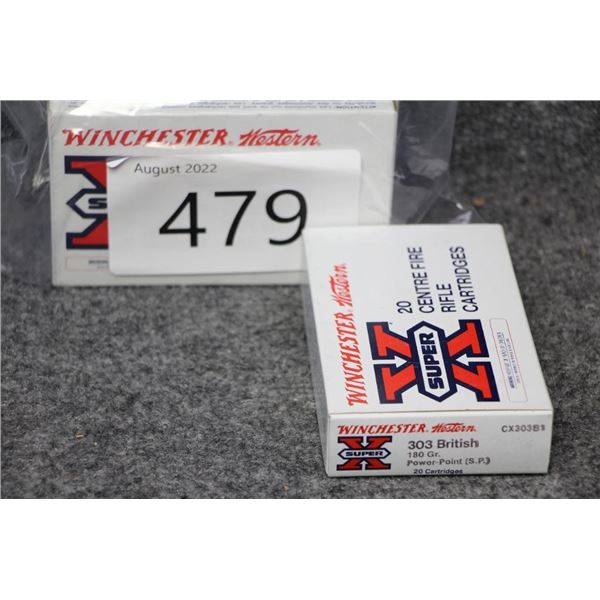 WINCHESTER Western
August 2022
479
SUPER
X
WINCHESTER Western
20
CENTRE FIRE
RIFLE
CARTRIDGES
SUPER
X
WINCHESTER Western
CX303B1
SUPER
X
303 British
180 Gr.
Power-Point (S.P.)
20 Cartridges